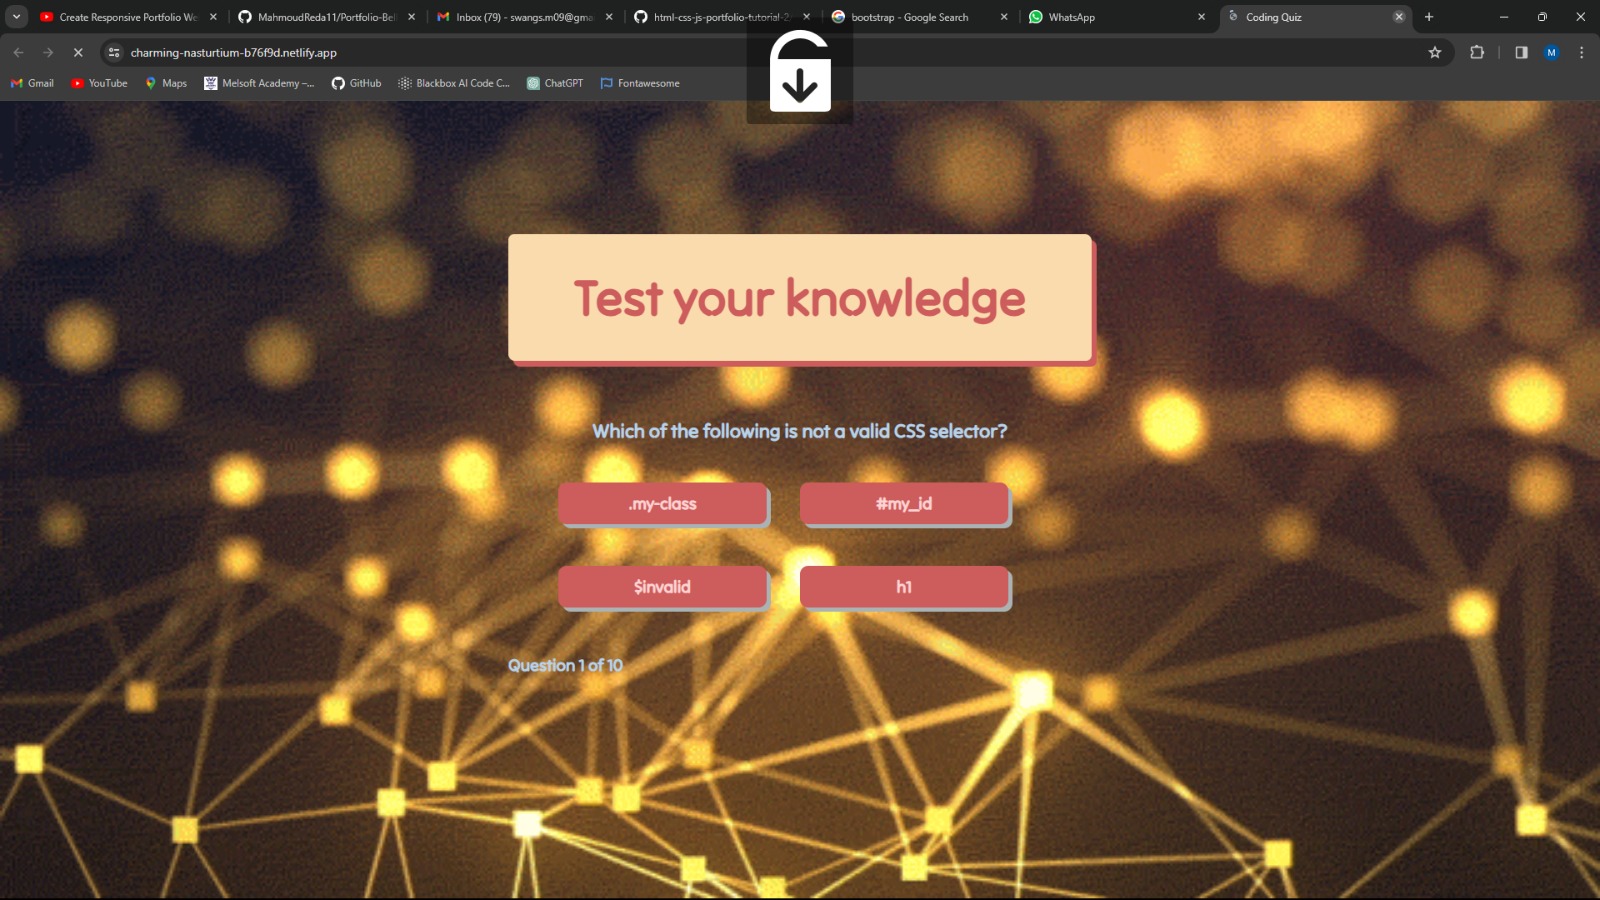 Create Responsive Portfolio We
MahmoudReda11/Portfolio-Bel
Inbox (79) - swangs.m09@gma
html-css-js-portfolio-tutorial-2
bootstrap - Google Search
WhatsApp
Coding Quiz
charming-nasturtium-b76f9d.netlify.app
M
Gmail
YouTube
Maps
Melsoft Academy –...
GitHub
Blackbox AI Code C...
ChatGPT
Fontawesome
Test your knowledge
Which of the following is not a valid CSS selector?
.my-class
#my_id
$invalid
h1
Question 1 of 10